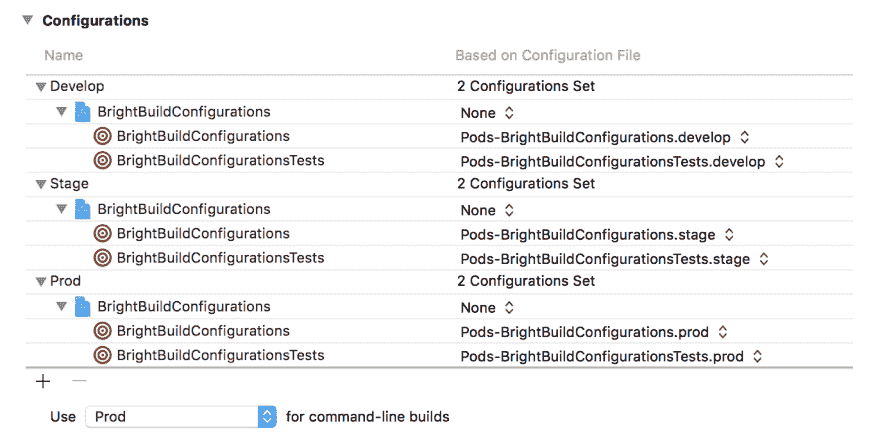 Configurations
Name Based on Configuration File
Develop 2 Configurations Set
BrightBuildConfigurations None
BrightBuildConfigurations Pods-BrightBuildConfigurations.develop
BrightBuildConfigurationsTests Pods-BrightBuildConfigurationsTests.develop
Stage 2 Configurations Set
BrightBuildConfigurations None
BrightBuildConfigurations Pods-BrightBuildConfigurations.stage
BrightBuildConfigurationsTests Pods-BrightBuildConfigurationsTests.stage
Prod 2 Configurations Set
BrightBuildConfigurations None
BrightBuildConfigurations Pods-BrightBuildConfigurations.prod
BrightBuildConfigurationsTests Pods-BrightBuildConfigurationsTests.prod
Use Prod for command-line builds